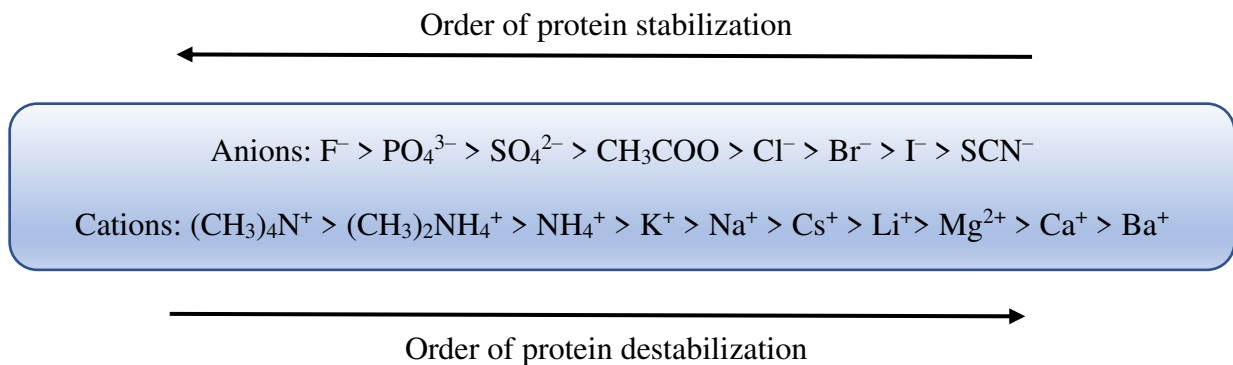 Order of protein stabilization
Anions: F⁻ > PO₄³⁻ > SO₄²⁻ > CH₃COO > Cl⁻ > Br⁻ > I⁻ > SCN⁻
Cations: (CH₃)₄N⁺ > (CH₃)₂NH₄⁺ > NH₄⁺ > K⁺ > Na⁺ > Cs⁺ > Li⁺> Mg²⁺ > Ca⁺ > Ba⁺
Order of protein destabilization